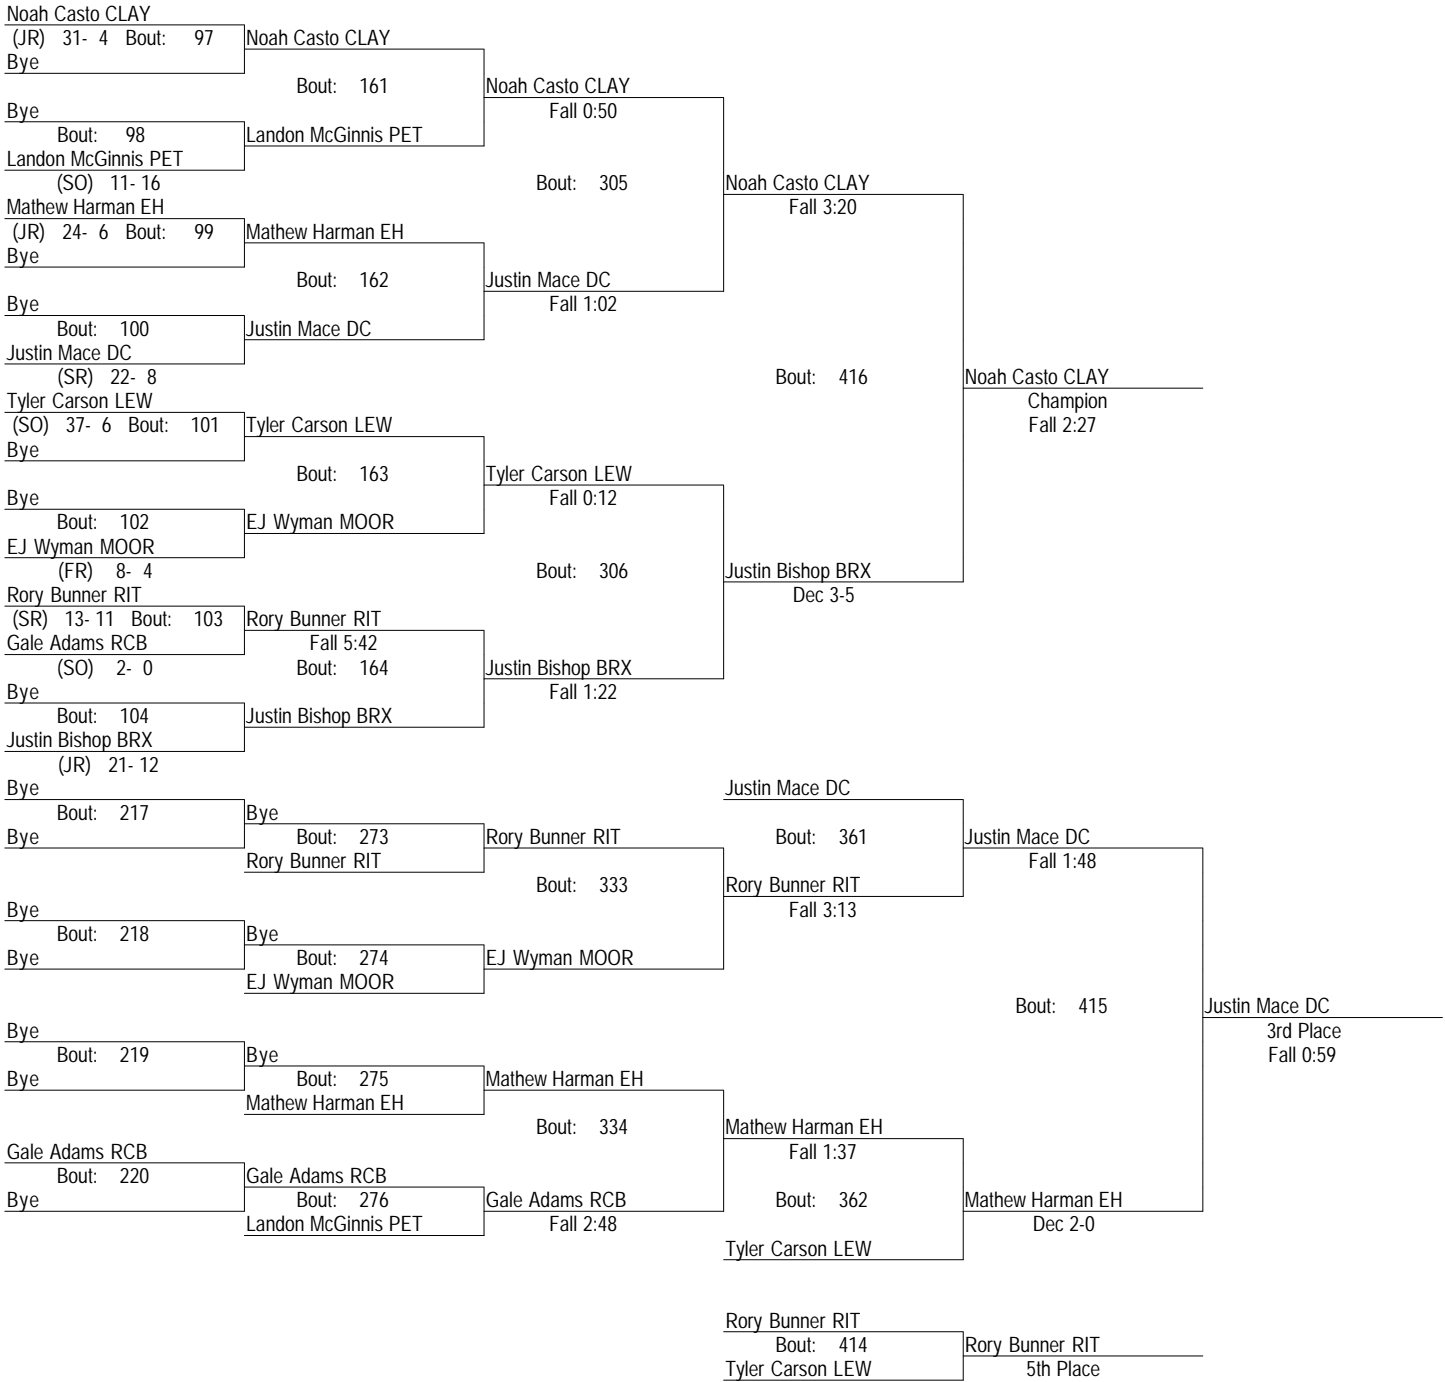 Noah Casto CLAY
(JR) 31- 4 Bout: 97 Noah Casto CLAY
Bye
Bout: 161 Noah Casto CLAY
Bye Fall 0:50
Bout: 98 Landon McGinnis PET
Landon McGinnis PET
(SO) 11- 16 Bout: 305 Noah Casto CLAY
Mathew Harman EH Fall 3:20
(JR) 24- 6 Bout: 99 Mathew Harman EH
Bye
Bout: 162 Justin Mace DC
Bye Fall 1:02
Bout: 100 Justin Mace DC
Justin Mace DC
(SR) 22- 8 Bout: 416 Noah Casto CLAY
Tyler Carson LEW Champion
(SO) 37- 6 Bout: 101 Tyler Carson LEW Fall 2:27
Bye
Bout: 163 Tyler Carson LEW
Bye Fall 0:12
Bout: 102 EJ Wyman MOOR
EJ Wyman MOOR
(FR) 8- 4 Bout: 306 Justin Bishop BRX
Rory Bunner RIT Dec 3-5
(SR) 13- 11 Bout: 103 Rory Bunner RIT
Gale Adams RCB Fall 5:42
(SO) 2- 0 Bout: 164 Justin Bishop BRX
Bye Fall 1:22
Bout: 104 Justin Bishop BRX
Justin Bishop BRX
(JR) 21- 12
Bye Justin Mace DC
Bout: 217 Bye
Bye Bout: 273 Rory Bunner RIT Bout: 361 Justin Mace DC
Rory Bunner RIT Fall 1:48
Bout: 333 Rory Bunner RIT
Bye Fall 3:13
Bout: 218 Bye
Bye Bout: 274 EJ Wyman MOOR
EJ Wyman MOOR
Bout: 415 Justin Mace DC
Bye 3rd Place
Bout: 219 Bye Fall 0:59
Bye Bout: 275 Mathew Harman EH
Mathew Harman EH
Bout: 334 Mathew Harman EH
Gale Adams RCB Fall 1:37
Bout: 220 Gale Adams RCB
Bye Bout: 276 Gale Adams RCB Bout: 362 Mathew Harman EH
Landon McGinnis PET Fall 2:48 Dec 2-0
Tyler Carson LEW
Rory Bunner RIT
Bout: 414 Rory Bunner RIT
Tyler Carson LEW 5th Place